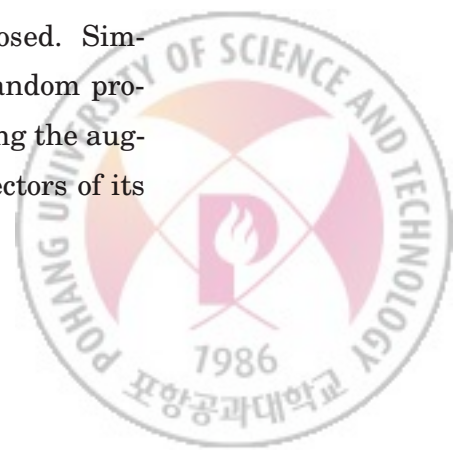 osed. Sim-
andom pro-
ng the aug-
ectors of its
POHANG UNIVERSITY OF SCIENCE AND TECHNOLOGY
P
1986
포항공과대학교